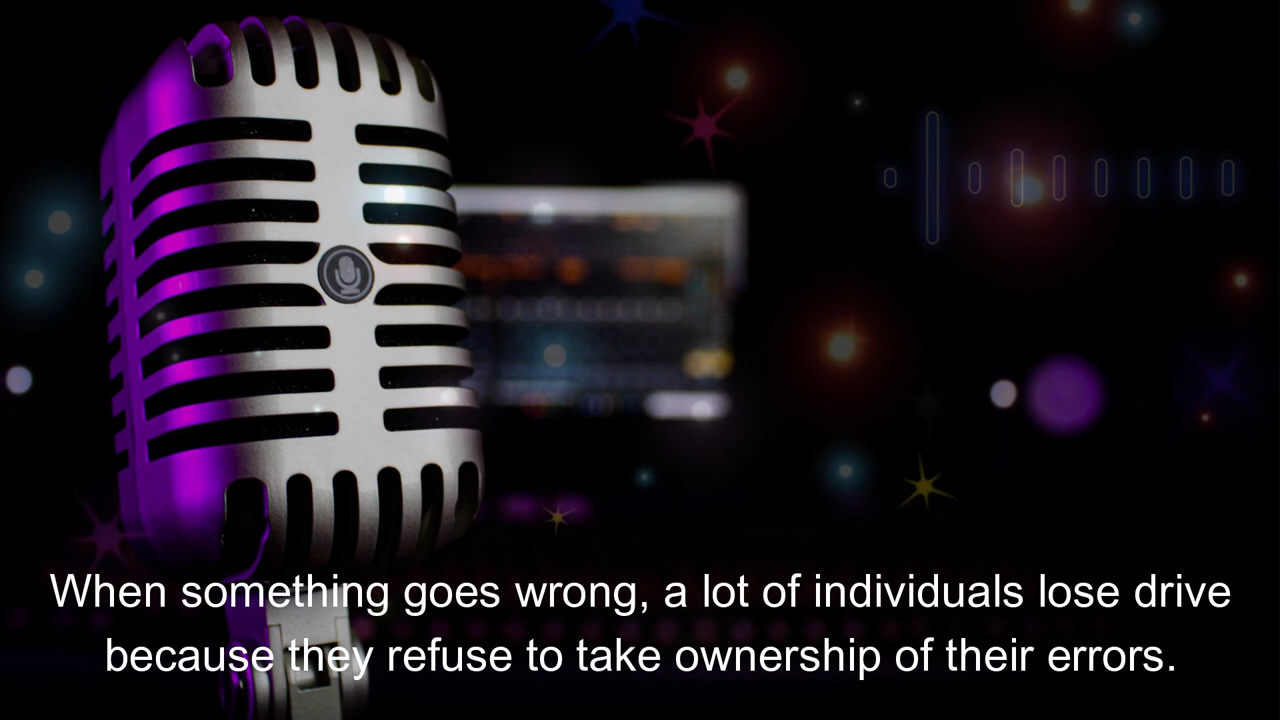 When something goes wrong, a lot of individuals lose drive
because they refuse to take ownership of their errors.